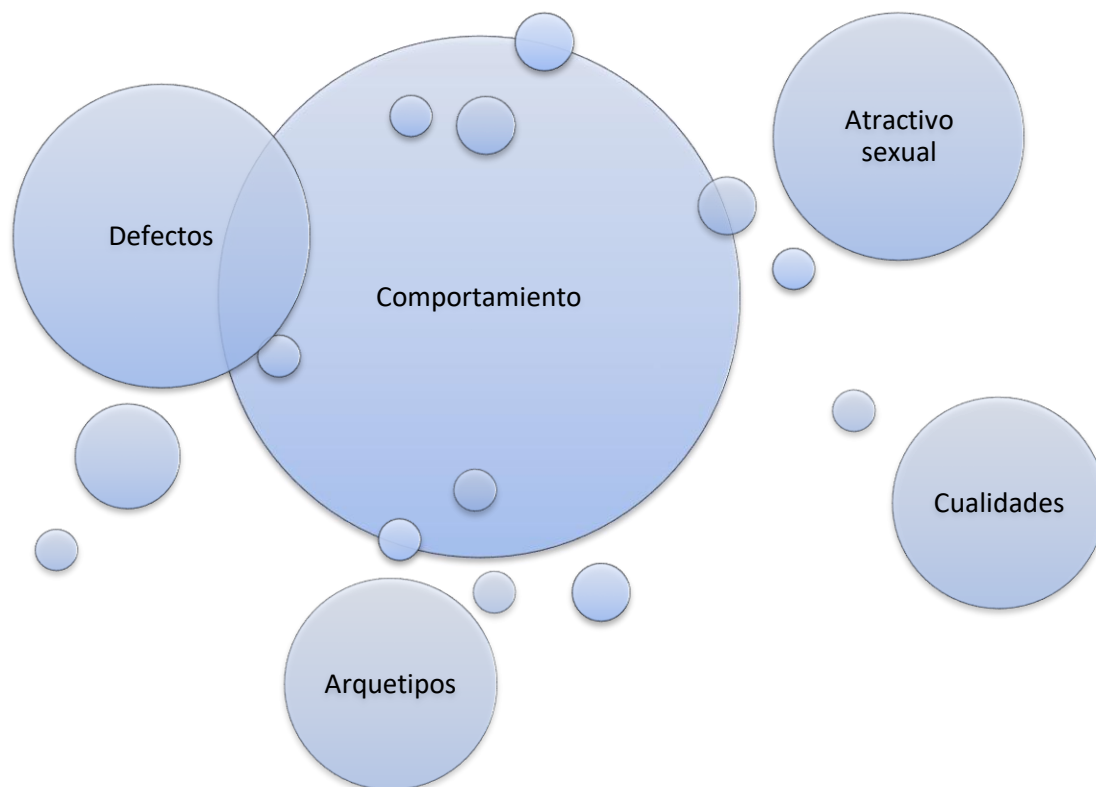 Atractivo
sexual
Defectos
Comportamiento
Cualidades
Arquetipos